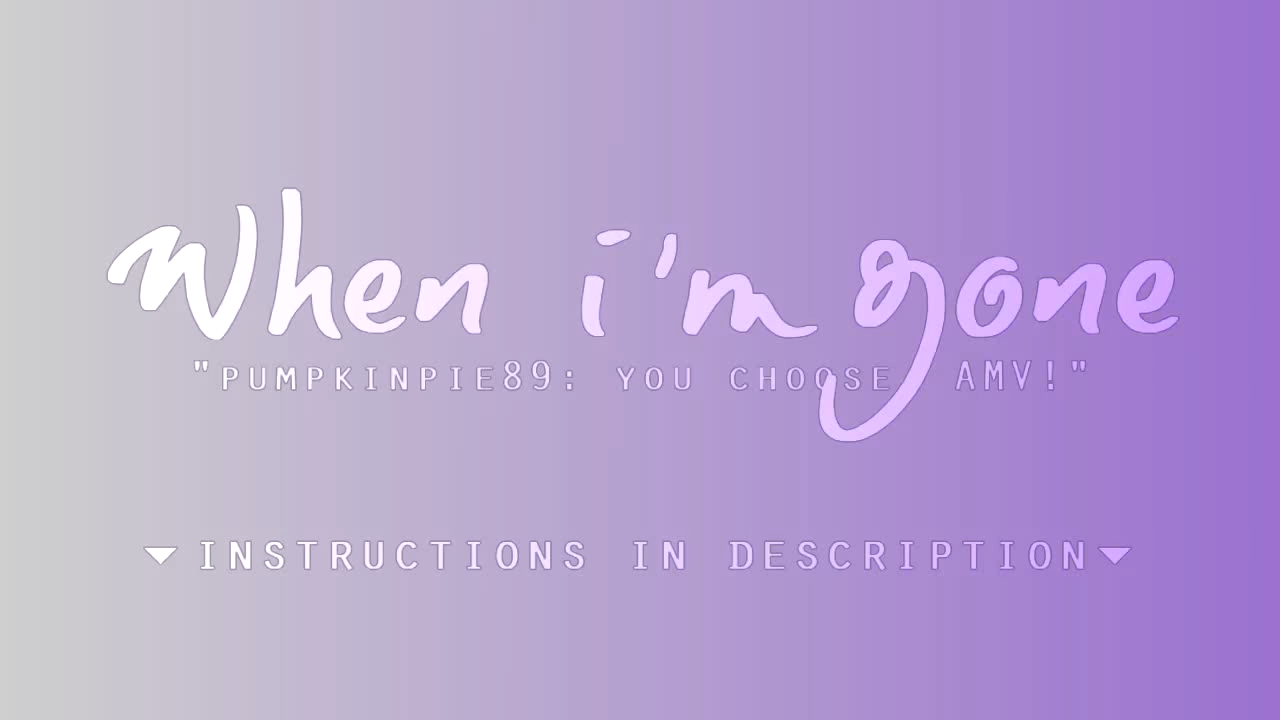 When i'm gone
"PUMPKINPIE89: YOU CHOOSE AMV!"
INSTRUCTIONS IN DESCRIPTION